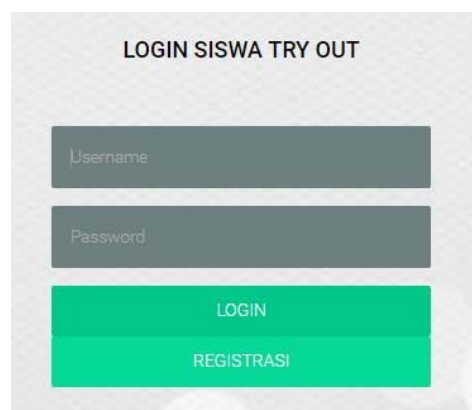 LOGIN SISWA TRY OUT
Username
Password
LOGIN
REGISTRASI